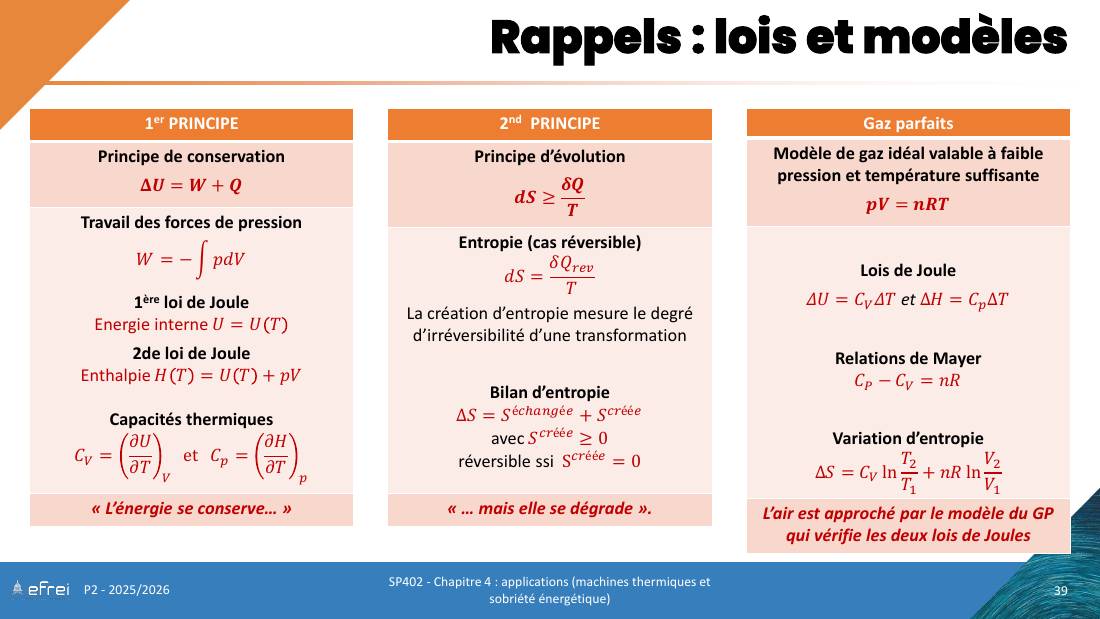 Rappels : lois et modèles
1er PRINCIPE
Principe de conservation
ΔU = W + Q
Travail des forces de pression
W = − ∫ pdV
1ère loi de Joule
Energie interne U = U(T)
2de loi de Joule
Enthalpie H(T) = U(T) + pV
Capacités thermiques
C_V = (∂U/∂T)_V et C_p = (∂H/∂T)_p
« L'énergie se conserve… »
2nd PRINCIPE
Principe d'évolution
dS ≥ δQ/T
Entropie (cas réversible)
dS = δQ_rev/T
La création d'entropie mesure le degré
d'irréversibilité d'une transformation
Bilan d'entropie
ΔS = S^échangée + S^créée
avec S^créée ≥ 0
réversible ssi S^créée = 0
« … mais elle se dégrade ».
Gaz parfaits
Modèle de gaz idéal valable à faible
pression et température suffisante
pV = nRT
Lois de Joule
ΔU = C_V ΔT et ΔH = C_p ΔT
Relations de Mayer
C_P − C_V = nR
Variation d'entropie
ΔS = C_V ln T_2/T_1 + nR ln V_2/V_1
L'air est approché par le modèle du GP
qui vérifie les deux lois de Joules
efrei
P2 - 2025/2026
SP402 - Chapitre 4 : applications (machines thermiques et
sobriété énergétique)
39